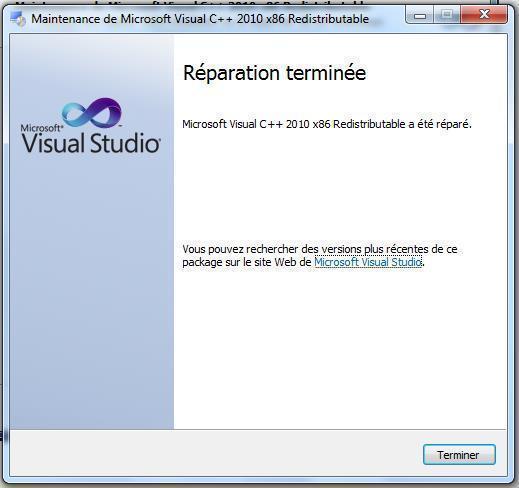 Maintenance de Microsoft Visual C++ 2010 x86 Redistributable
Réparation terminée
Microsoft®
Visual Studio®
Microsoft Visual C++ 2010 x86 Redistributable a été réparé.
Vous pouvez rechercher des versions plus récentes de ce
package sur le site Web de Microsoft Visual Studio.
Terminer